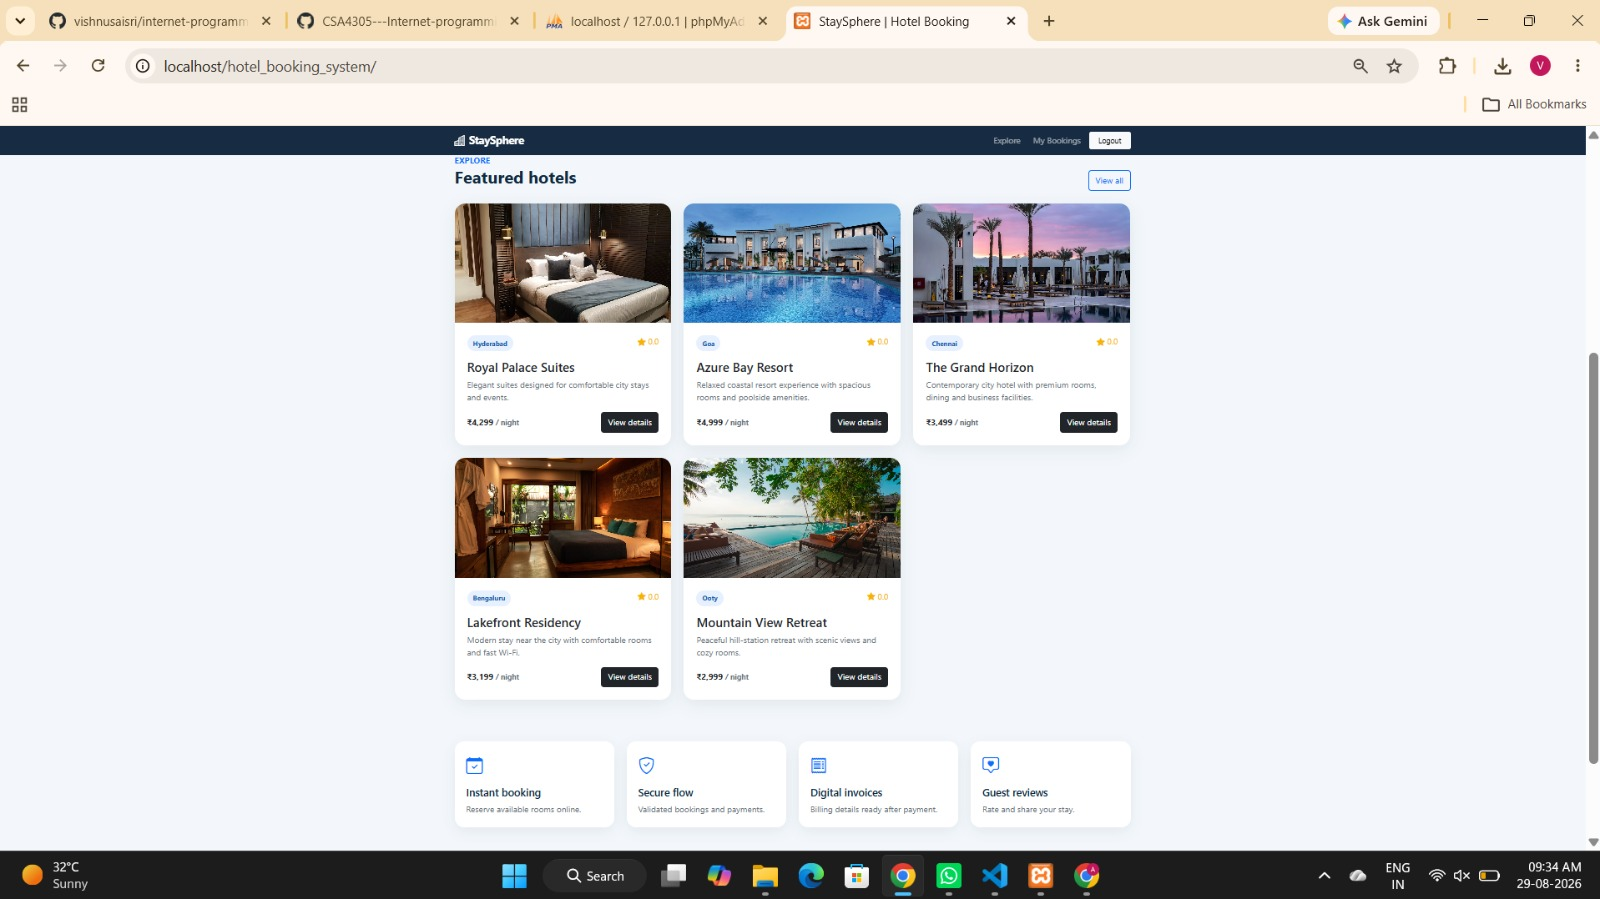 vishnusaisri/internet-programm
CSA4305---Internet-programmi
localhost / 127.0.0.1 | phpMyAd
StaySphere | Hotel Booking
Ask Gemini
localhost/hotel_booking_system/
V
All Bookmarks
StaySphere
Explore
My Bookings
Logout
EXPLORE
Featured hotels
View all
Hyderabad
0.0
Royal Palace Suites
Elegant suites designed for comfortable city stays
and events.
₹4,299 / night
View details
Goa
0.0
Azure Bay Resort
Relaxed coastal resort experience with spacious
rooms and poolside amenities.
₹4,999 / night
View details
Chennai
0.0
The Grand Horizon
Contemporary city hotel with premium rooms,
dining and business facilities.
₹3,499 / night
View details
Bengaluru
0.0
Lakefront Residency
Modern stay near the city with comfortable rooms
and fast Wi-Fi.
₹3,199 / night
View details
Ooty
0.0
Mountain View Retreat
Peaceful hill-station retreat with scenic views and
cozy rooms.
₹2,999 / night
View details
Instant booking
Reserve available rooms online.
Secure flow
Validated bookings and payments.
Digital invoices
Billing details ready after payment.
Guest reviews
Rate and share your stay.
32°C
Sunny
Search
ENG
IN
09:34 AM
29-08-2026